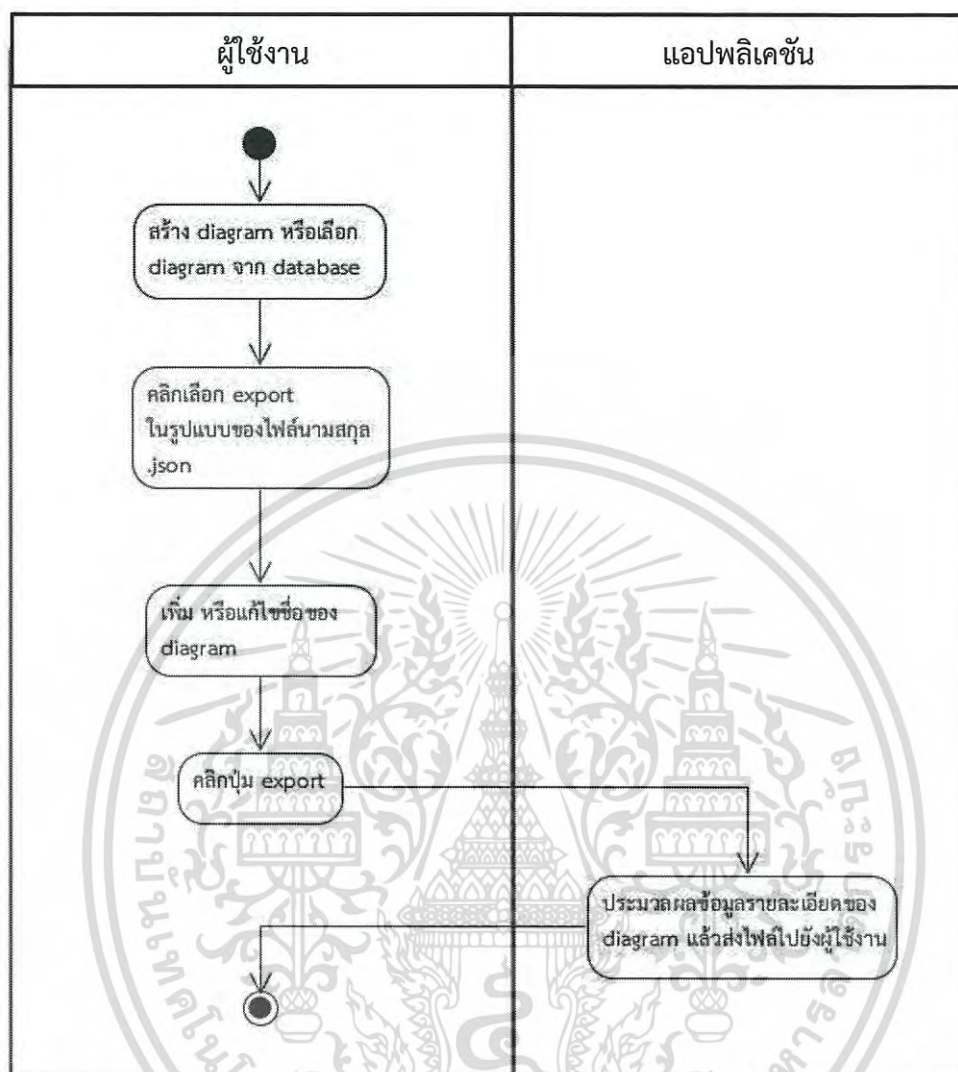 ผู้ใช้งาน
แอปพลิเคชัน
สร้าง diagram หรือเลือก
diagram จาก database
คลิกเลือก export
ในรูปแบบของไฟล์นามสกุล
.json
เพิ่ม หรือแก้ไขชื่อของ
diagram
คลิกปุ่ม export
ประมวลผลข้อมูลรายละเอียดของ
diagram แล้วส่งไฟล์ไปยังผู้ใช้งาน